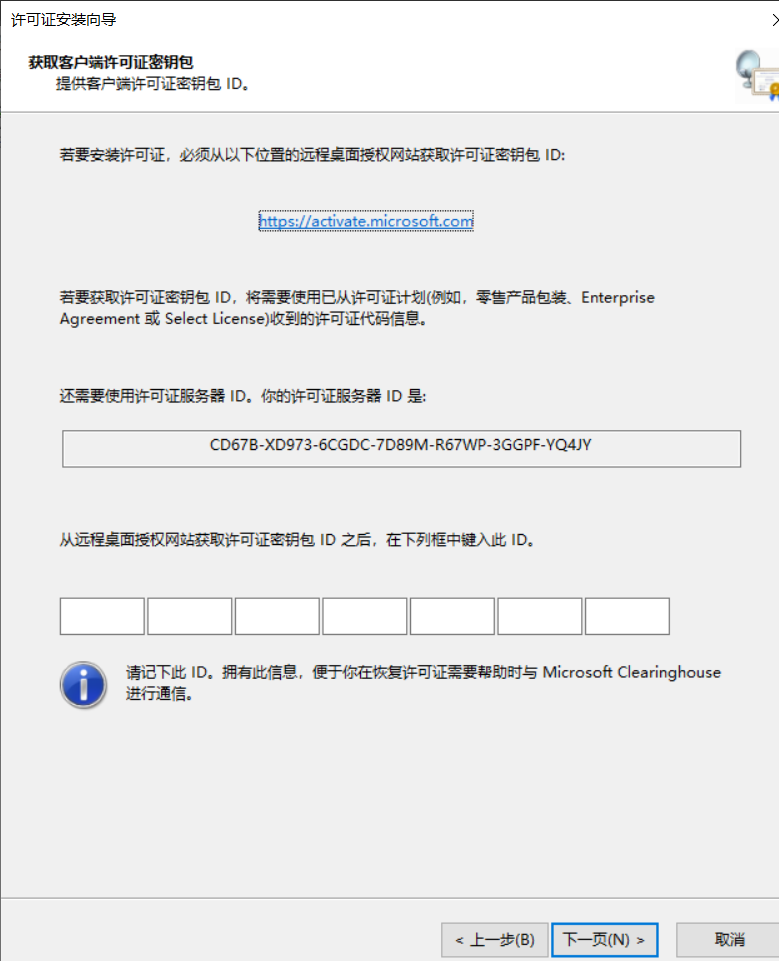 许可证安装向导
获取客户端许可证密钥包
提供客户端许可证密钥包 ID。
若要安装许可证，必须从以下位置的远程桌面授权网站获取许可证密钥包 ID:
https://activate.microsoft.com
若要获取许可证密钥包 ID，将需要使用已从许可证计划(例如，零售产品包装、Enterprise
Agreement 或 Select License)收到的许可证代码信息。
还需要使用许可证服务器 ID。你的许可证服务器 ID 是:
CD67B-XD973-6CGDC-7D89M-R67WP-3GGPF-YQ4JY
从远程桌面授权网站获取许可证密钥包 ID 之后，在下列框中键入此 ID。
请记下此 ID。拥有此信息，便于你在恢复许可证需要帮助时与 Microsoft Clearinghouse
进行通信。
< 上一步(B) 下一页(N) > 取消